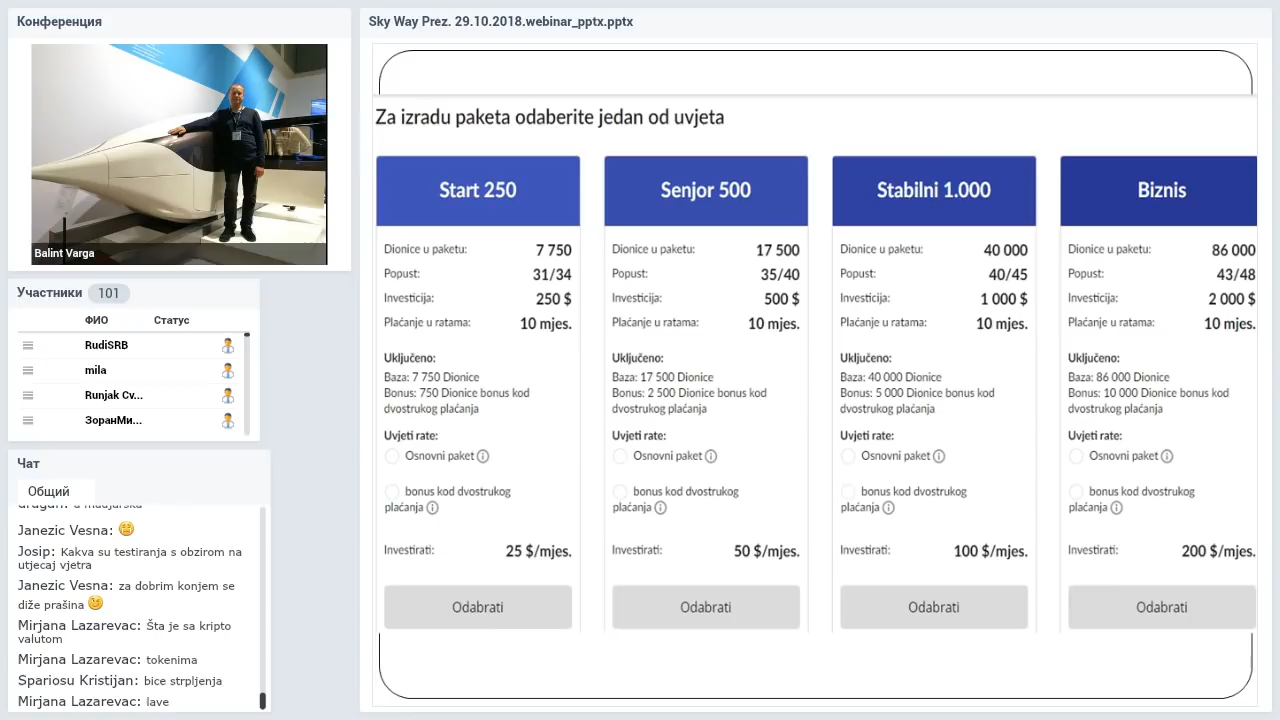 Конференция
Balint Varga
Участники 101
ФИО Статус
RudiSRB
mila
Runjak Cv...
ЗоранМи...
Чат
Общий
Janezic Vesna:
Josip: Kakva su testiranja s obzirom na
utjecaj vjetra
Janezic Vesna: za dobrim konjem se
diže prašina
Mirjana Lazarevac: Šta je sa kripto
valutom
Mirjana Lazarevac: tokenima
Spariosu Kristijan: bice strpljenja
Mirjana Lazarevac: lave
Sky Way Prez. 29.10.2018.webinar_pptx.pptx
Za izradu paketa odaberite jedan od uvjeta
Start 250
Dionice u paketu: 7 750
Popust: 31/34
Investicija: 250 $
Plaćanje u ratama: 10 mjes.
Uključeno:
Baza: 7 750 Dionice
Bonus: 750 Dionice bonus kod
dvostrukog plaćanja
Uvjeti rate:
Osnovni paket
bonus kod dvostrukog
plaćanja
Investirati: 25 $/mjes.
Odabrati
Senjor 500
Dionice u paketu: 17 500
Popust: 35/40
Investicija: 500 $
Plaćanje u ratama: 10 mjes.
Uključeno:
Baza: 17 500 Dionice
Bonus: 2 500 Dionice bonus kod
dvostrukog plaćanja
Uvjeti rate:
Osnovni paket
bonus kod dvostrukog
plaćanja
Investirati: 50 $/mjes.
Odabrati
Stabilni 1.000
Dionice u paketu: 40 000
Popust: 40/45
Investicija: 1 000 $
Plaćanje u ratama: 10 mjes.
Uključeno:
Baza: 40 000 Dionice
Bonus: 5 000 Dionice bonus kod
dvostrukog plaćanja
Uvjeti rate:
Osnovni paket
bonus kod dvostrukog
plaćanja
Investirati: 100 $/mjes.
Odabrati
Biznis
Dionice u paketu: 86 000
Popust: 43/48
Investicija: 2 000 $
Plaćanje u ratama: 10 mjes.
Uključeno:
Baza: 86 000 Dionice
Bonus: 10 000 Dionice bonus kod
dvostrukog plaćanja
Uvjeti rate:
Osnovni paket
bonus kod dvostrukog
plaćanja
Investirati: 200 $/mjes.
Odabrati